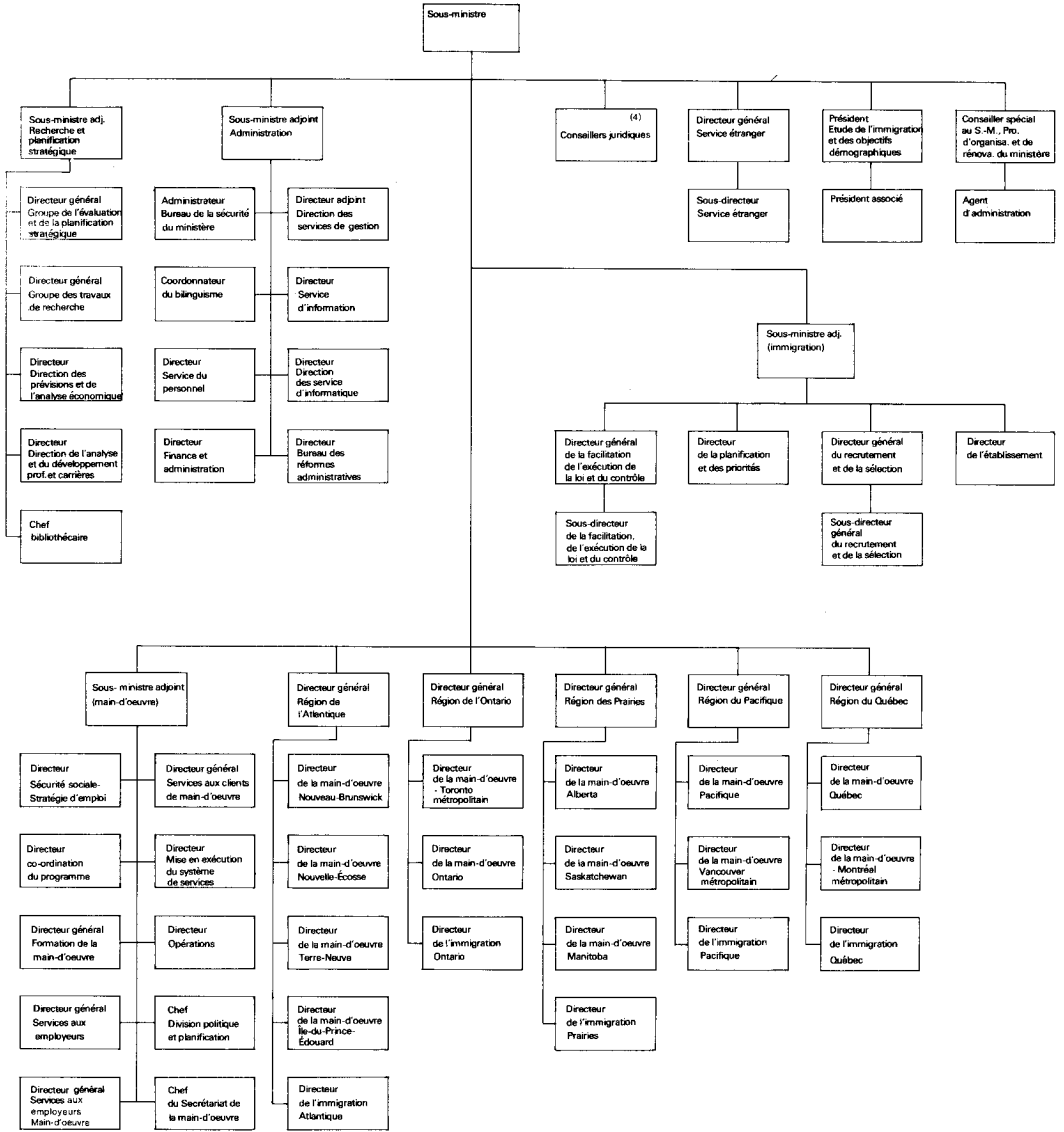 Sous-ministre
Sous-ministre adj.
Recherche et
planification
stratégique
Sous-ministre adjoint
Administration
(4)
Conseillers juridiques
Directeur général
Service étranger
Président
Etude de l'immigration
et des objectifs
démographiques
Conseiller spécial
au S.-M., Pro.
d'organisa. et de
rénova. du ministère
Directeur général
Groupe de l'évaluation
et de la planification
stratégique
Administrateur
Bureau de la sécurité
du ministère
Directeur adjoint
Direction des
services de gestion
Sous-directeur
Service étranger
Président associé
Agent
d'administration
Directeur général
Groupe des travaux
de recherche
Coordonnateur
du bilinguisme
Directeur
Service
d'information
Sous-ministre adj.
(immigration)
Directeur
Direction des
prévisions et de
l'analyse économique
Directeur
Service du
personnel
Directeur
Direction
des service
d'informatique
Directeur
Direction de l'analyse
et du développement
prof. et carrières
Directeur
Finance et
administration
Directeur
Bureau des
réformes
administratives
Directeur général
de la facilitation
de l'exécution de
la loi et du contrôle
Directeur
de la planification
et des priorités
Directeur général
du recrutement
et de la sélection
Directeur
de l'établissement
Chef
bibliothécaire
Sous-directeur
de la facilitation,
de l'exécution de la
loi et du contrôle
Sous-directeur
général
du recrutement
et de la sélection
Sous- ministre adjoint
(main-d'oeuvre)
Directeur général
Région de
l'Atlantique
Directeur général
Région de l'Ontario
Directeur général
Région des Prairies
Directeur général
Région du Pacifique
Directeur général
Région du Québec
Directeur
Sécurité sociale-
Stratégie d'emploi
Directeur général
Services aux clients
de main-d'oeuvre
Directeur
de la main-d'oeuvre
Nouveau-Brunswick
Directeur
de la main-d'oeuvre
- Toronto
métropolitain
Directeur
de la main-d'oeuvre
Alberta
Directeur
de la main-d'oeuvre
Pacifique
Directeur
de la main-d'oeuvre
Québec
Directeur
co-ordination
du programme
Directeur
Mise en exécution
du système
de services
Directeur
de la main-d'oeuvre
Nouvelle-Écosse
Directeur
de la main-d'oeuvre
Ontario
Directeur
de la main-d'oeuvre
Saskatchewan
Directeur
de la main-d'oeuvre
Vancouver
métropolitain
Directeur
de la main-d'oeuvre
- Montréal
métropolitain
Directeur général
Formation de la
main-d'oeuvre
Directeur
Opérations
Directeur
de la main-d'oeuvre
Terre-Neuve
Directeur
de l'immigration
Ontario
Directeur
de la main-d'oeuvre
Manitoba
Directeur
de l'immigration
Pacifique
Directeur
de l'immigration
Québec
Directeur général
Services aux
employeurs
Chef
Division politique
et planification
Directeur
de la main-d'oeuvre
Île-du-Prince-
Édouard
Directeur
de l'immigration
Prairies
Directeur général
Services aux
employeurs
Main-d'oeuvre
Chef
du Secrétariat de
la main-d'oeuvre
Directeur
de l'immigration
Atlantique